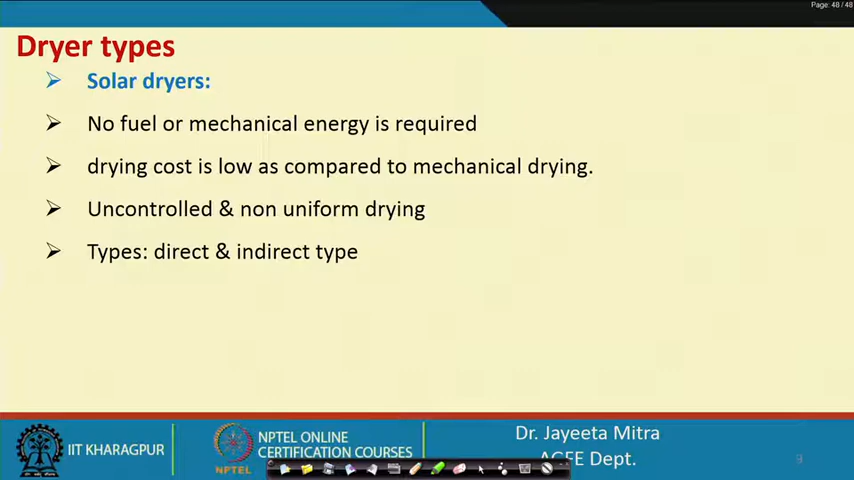 Page: 48 / 48
Dryer types
Solar dryers:
No fuel or mechanical energy is required
drying cost is low as compared to mechanical drying.
Uncontrolled & non uniform drying
Types: direct & indirect type
IIT KHARAGPUR
NPTEL
NPTEL ONLINE
CERTIFICATION COURSES
Dr. Jayeeta Mitra
AGFE Dept.